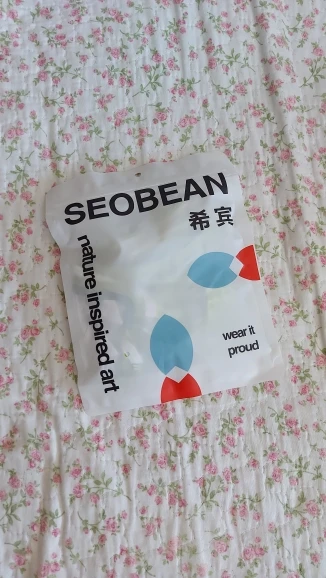 SEOBEAN
希宾
nature inspired art
wear it
proud